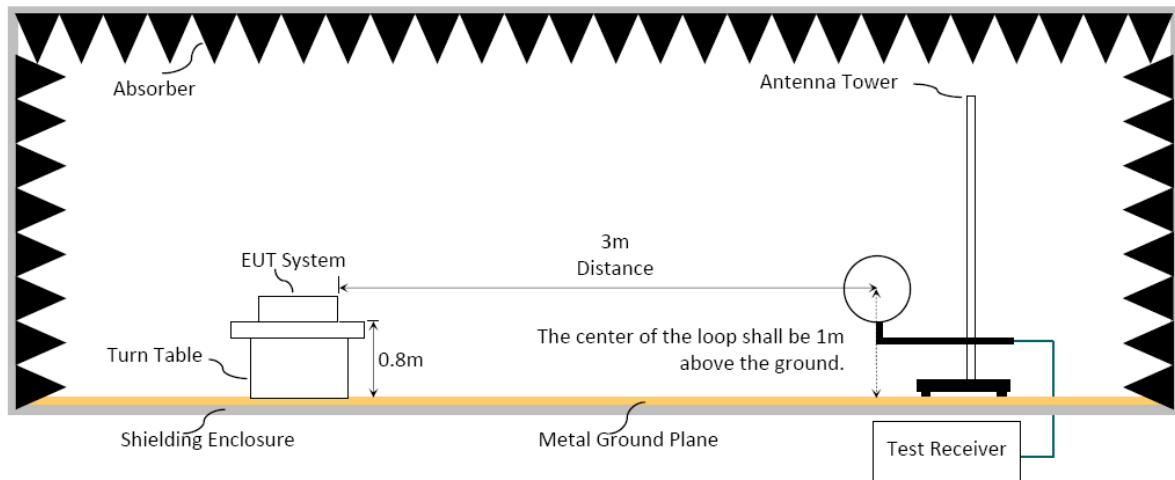 Absorber
Antenna Tower
3m
Distance
EUT System
The center of the loop shall be 1m
above the ground.
Turn Table
0.8m
Shielding Enclosure
Metal Ground Plane
Test Receiver